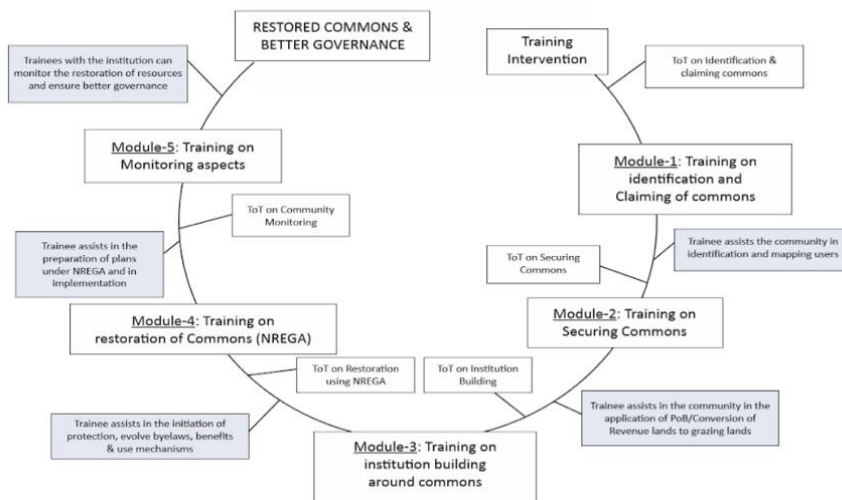 RESTORED COMMONS &
BETTER GOVERNANCE
Training
Intervention
Trainees with the institution can
monitor the restoration of resources
and ensure better governance
ToT on Identification &
claiming commons
Module-5: Training on
Monitoring aspects
Module-1: Training on
identification and
Claiming of commons
ToT on Community
Monitoring
Trainee assists in the
preparation of plans
under NREGA and in
implementation
ToT on Securing
Commons
Trainee assists the community in
identification and mapping users
Module-4: Training on
restoration of Commons (NREGA)
Module-2: Training on
Securing Commons
ToT on Restoration
using NREGA
ToT on Institution
Building
Trainee assists in the initiation of
protection, evolve byelaws, benefits
& use mechanisms
Trainee assists in the community in the
application of PoB/Conversion of
Revenue lands to grazing lands
Module-3: Training on
institution building
around commons